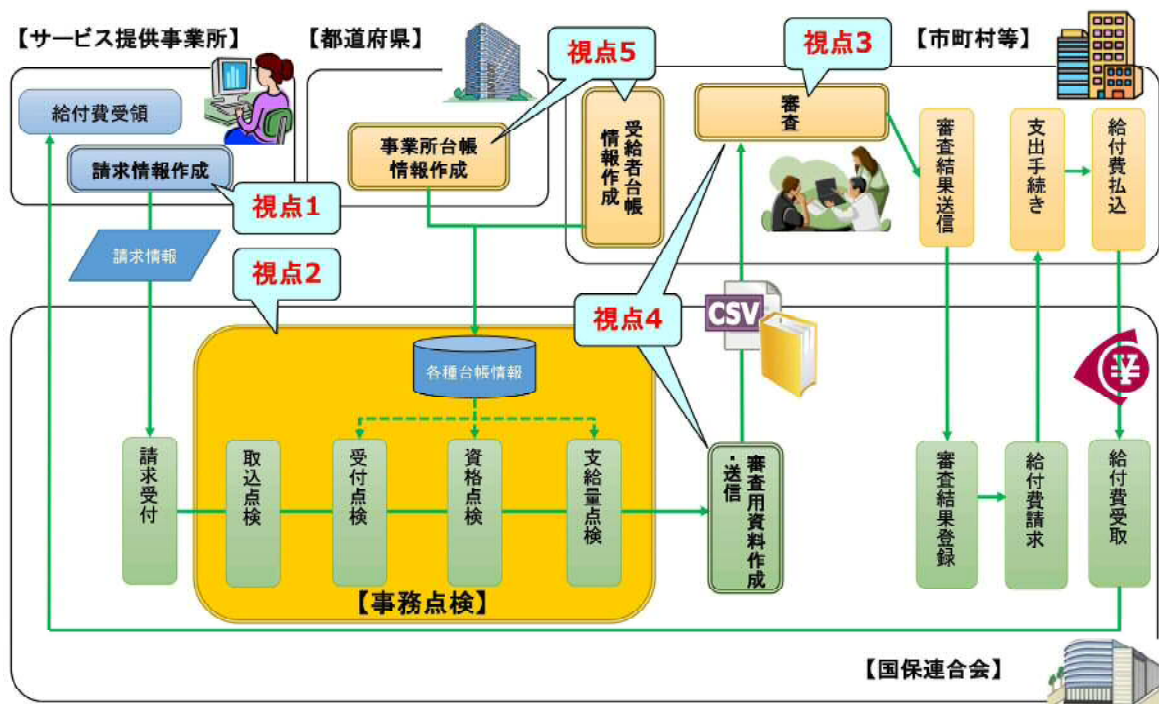 【サービス提供事業所】
【都道府県】
【市町村等】
給付費受領
請求情報作成
視点1
請求情報
事業所台帳
情報作成
視点5
受給者台帳
情報作成
視点3
審査
審査結果送信
支出手続き
給付費払込
視点2
視点4
CSV
各種台帳情報
請求受付
取込点検
受付点検
資格点検
支給量点検
【事務点検】
審査用資料作成
・送信
審査結果登録
給付費請求
給付費受取
¥
【国保連合会】